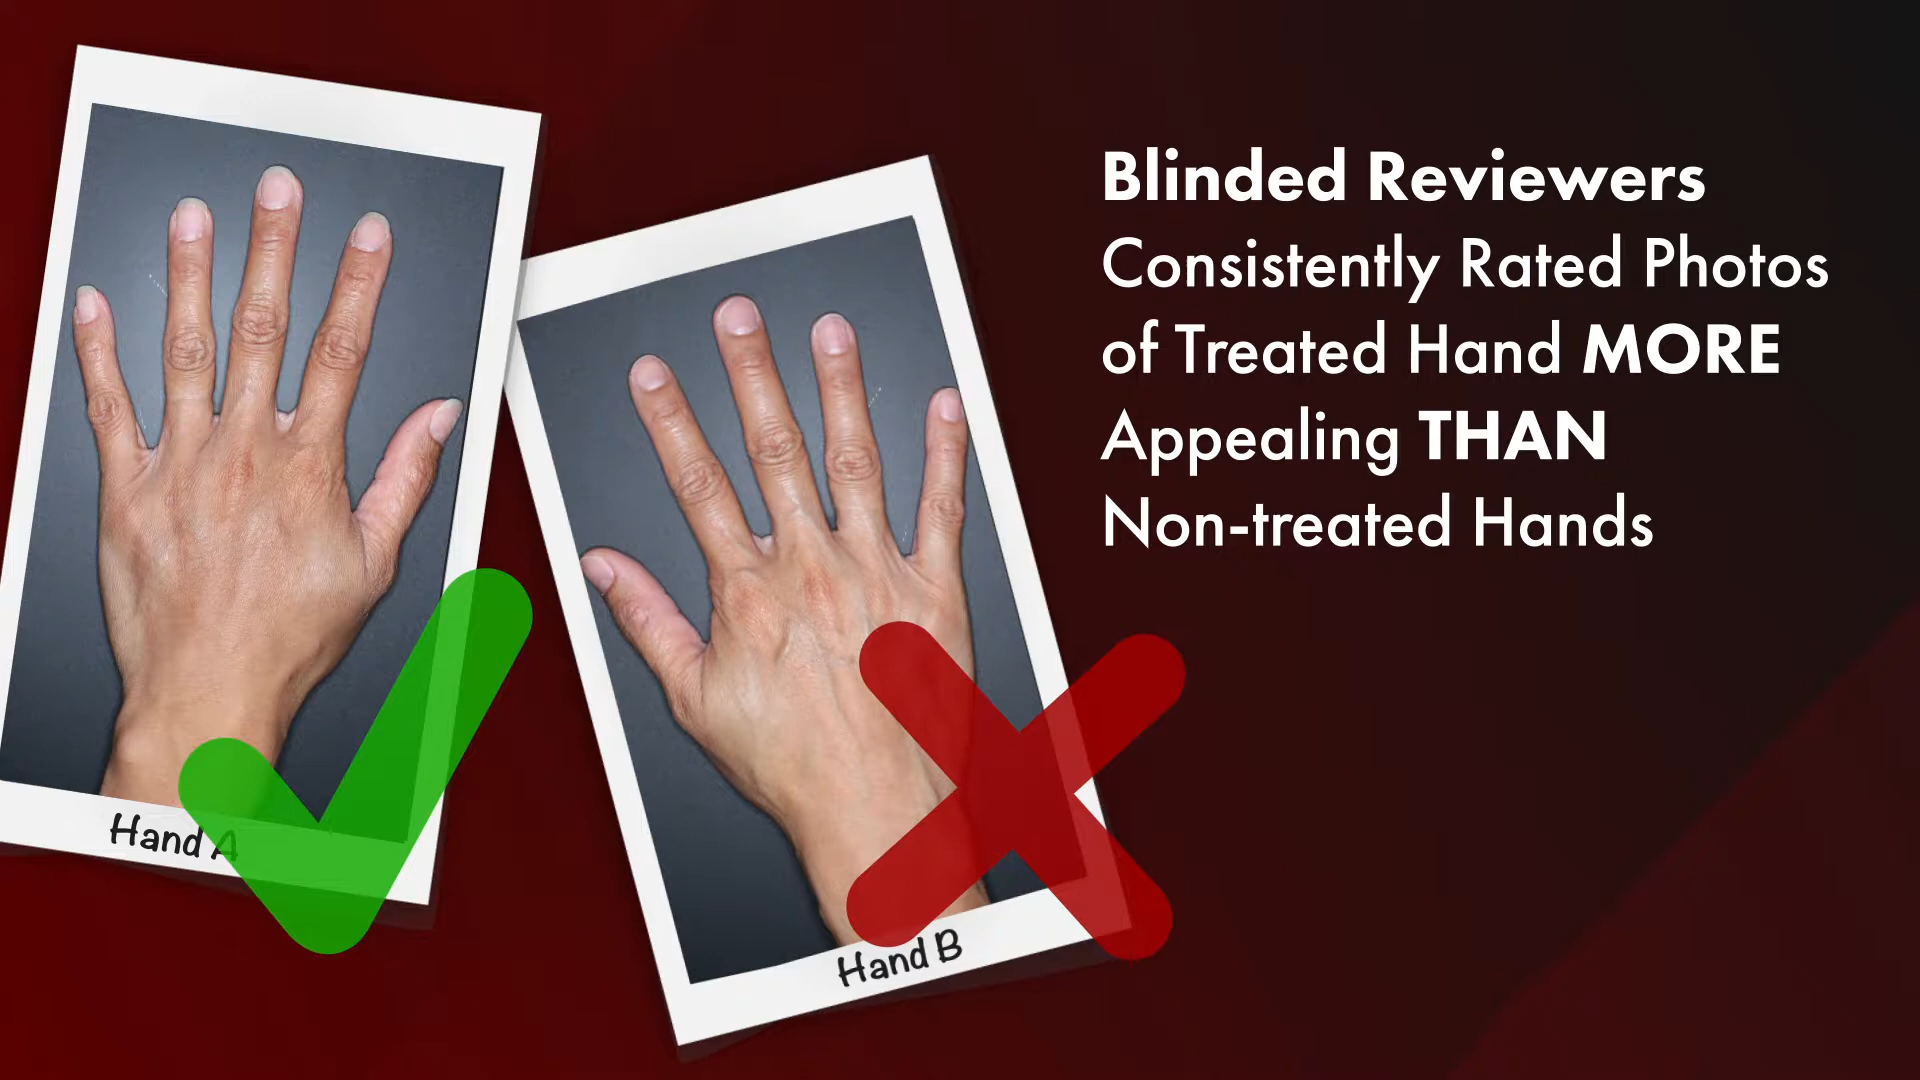 Blinded Reviewers
Consistently Rated Photos
of Treated Hand MORE
Appealing THAN
Non-treated Hands
Hand A
Hand B